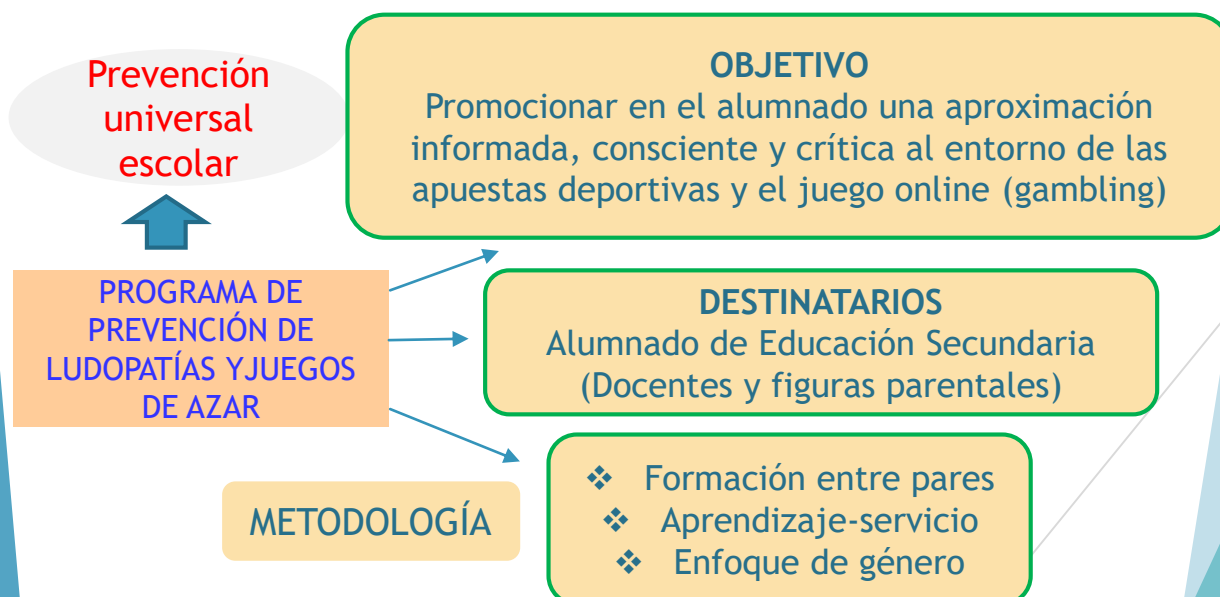 Prevención
universal
escolar
OBJETIVO
Promocionar en el alumnado una aproximación
informada, consciente y crítica al entorno de las
apuestas deportivas y el juego online (gambling)
PROGRAMA DE
PREVENCIÓN DE
LUDOPATÍAS YJUEGOS
DE AZAR
DESTINATARIOS
Alumnado de Educación Secundaria
(Docentes y figuras parentales)
METODOLOGÍA
❖ Formación entre pares
❖ Aprendizaje-servicio
❖ Enfoque de género